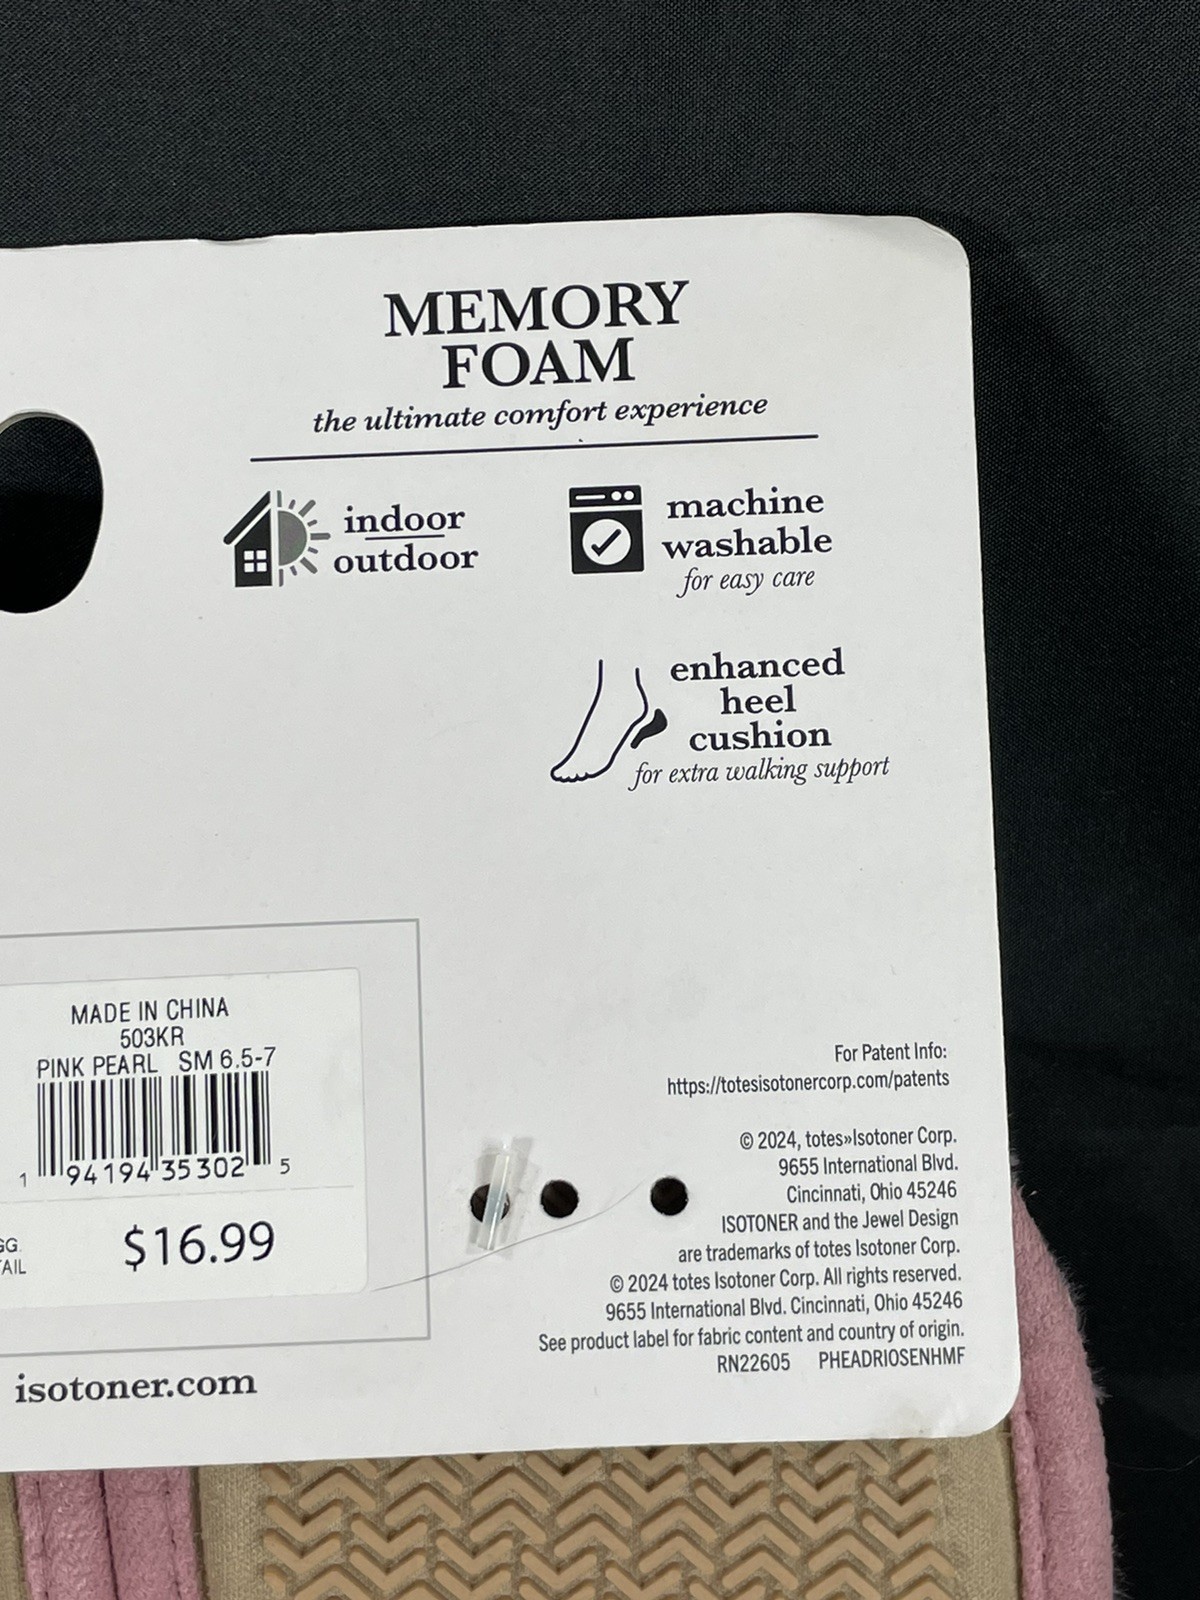 MEMORY
FOAM
the ultimate comfort experience
indoor
outdoor
machine
washable
for easy care
enhanced
heel
cushion
for extra walking support
MADE IN CHINA
503KR
PINK PEARL SM 6.5-7
1 94194 35302 5
$16.99
isotoner.com
For Patent Info:
https://totesisotonercorp.com/patents
© 2024, totes»Isotoner Corp.
9655 International Blvd.
Cincinnati, Ohio 45246
ISOTONER and the Jewel Design
are trademarks of totes Isotoner Corp.
© 2024 totes Isotoner Corp. All rights reserved.
9655 International Blvd. Cincinnati, Ohio 45246
See product label for fabric content and country of origin.
RN22605 PHEADRIOSENHMF